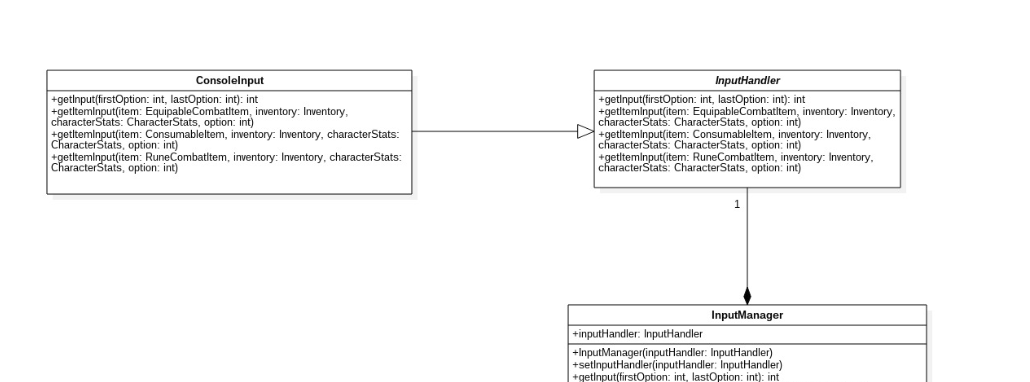 ConsoleInput
+getInput(firstOption: int, lastOption: int): int
+getItemInput(item: EquipableCombatItem, inventory: Inventory,
characterStats: CharacterStats, option: int)
+getItemInput(item: ConsumableItem, inventory: Inventory, characterStats:
CharacterStats, option: int)
+getItemInput(item: RuneCombatItem, inventory: Inventory, characterStats:
CharacterStats, option: int)
InputHandler
+getInput(firstOption: int, lastOption: int): int
+getItemInput(item: EquipableCombatItem, inventory: Inventory,
characterStats: CharacterStats, option: int)
+getItemInput(item: ConsumableItem, inventory: Inventory,
characterStats: CharacterStats, option: int)
+getItemInput(item: RuneCombatItem, inventory: Inventory,
characterStats: CharacterStats, option: int)
1
InputManager
+inputHandler: InputHandler
+InputManager(inputHandler: InputHandler)
+setInputHandler(inputHandler: InputHandler)
+getInput(firstOption: int, lastOption: int): int